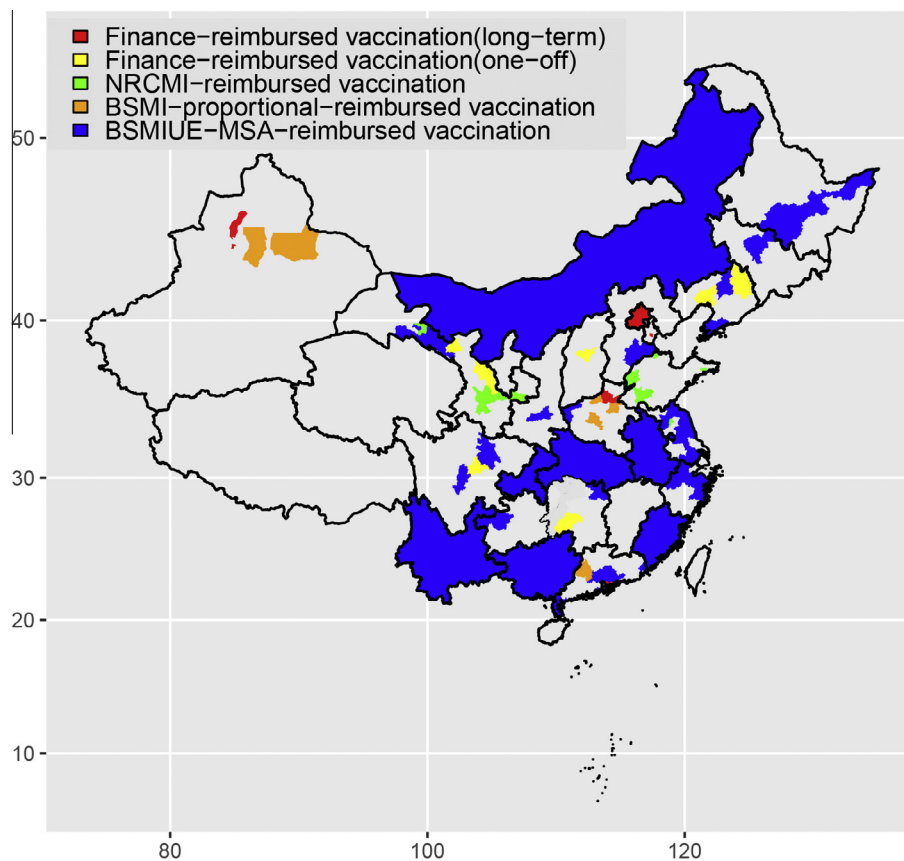 Finance−reimbursed vaccination(long−term)
Finance−reimbursed vaccination(one−off)
NRCMI−reimbursed vaccination
BSMI−proportional−reimbursed vaccination
BSMIUE−MSA−reimbursed vaccination
50
40
30
20
10
80 100 120